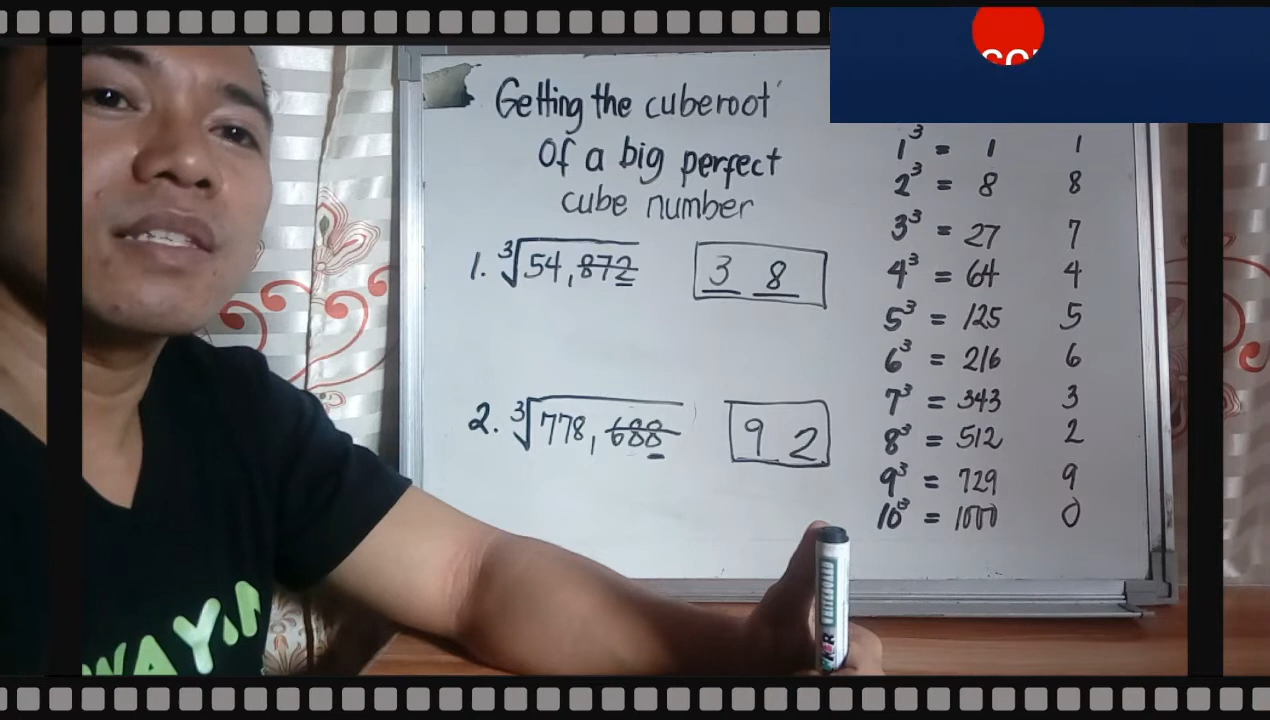 Getting the cuberoot
Of a big perfect
cube number
1. ∛54,872
3 8
2. ∛778,688
9 2
1³ = 1 1
2³ = 8 8
3³ = 27 7
4³ = 64 4
5³ = 125 5
6³ = 216 6
7³ = 343 3
8³ = 512 2
9³ = 729 9
10³ = 1000 0
WHITEBOARD